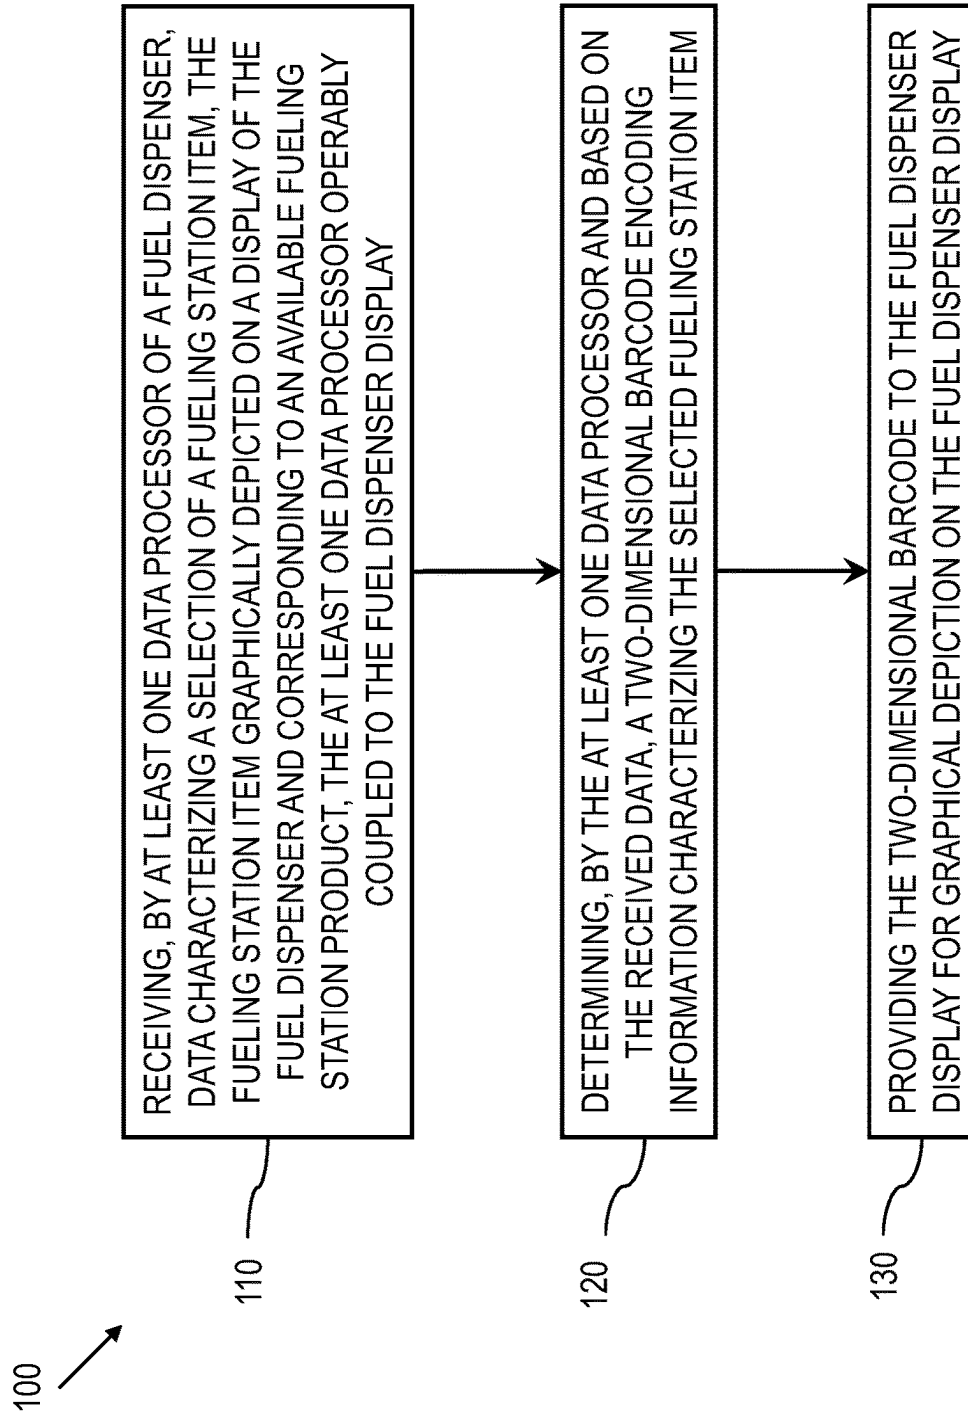 100
110
RECEIVING, BY AT LEAST ONE DATA PROCESSOR OF A FUEL DISPENSER,
DATA CHARACTERIZING A SELECTION OF A FUELING STATION ITEM, THE
FUELING STATION ITEM GRAPHICALLY DEPICTED ON A DISPLAY OF THE
FUEL DISPENSER AND CORRESPONDING TO AN AVAILABLE FUELING
STATION PRODUCT, THE AT LEAST ONE DATA PROCESSOR OPERABLY
COUPLED TO THE FUEL DISPENSER DISPLAY
120
DETERMINING, BY THE AT LEAST ONE DATA PROCESSOR AND BASED ON
THE RECEIVED DATA, A TWO-DIMENSIONAL BARCODE ENCODING
INFORMATION CHARACTERIZING THE SELECTED FUELING STATION ITEM
130
PROVIDING THE TWO-DIMENSIONAL BARCODE TO THE FUEL DISPENSER
DISPLAY FOR GRAPHICAL DEPICTION ON THE FUEL DISPENSER DISPLAY